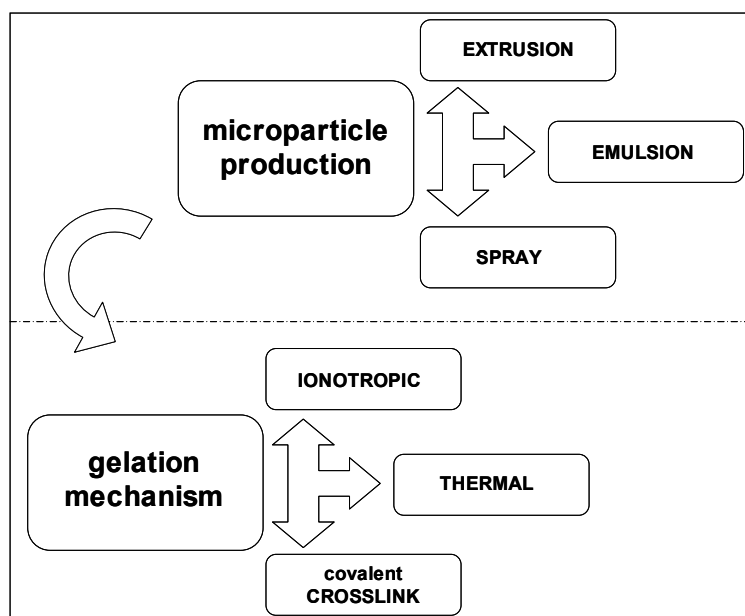 EXTRUSION
microparticle
production
EMULSION
SPRAY
IONOTROPIC
gelation
mechanism
THERMAL
covalent
CROSSLINK